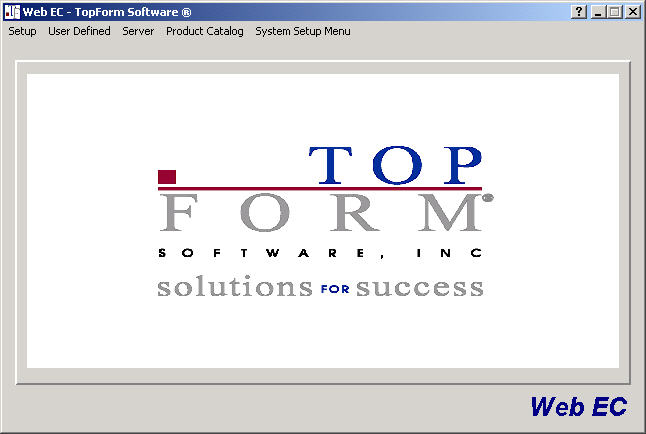 Web EC - TopForm Software ®
Setup User Defined Server Product Catalog System Setup Menu
TOP
FORM
SOFTWARE, INC
solutions FOR success
Web EC